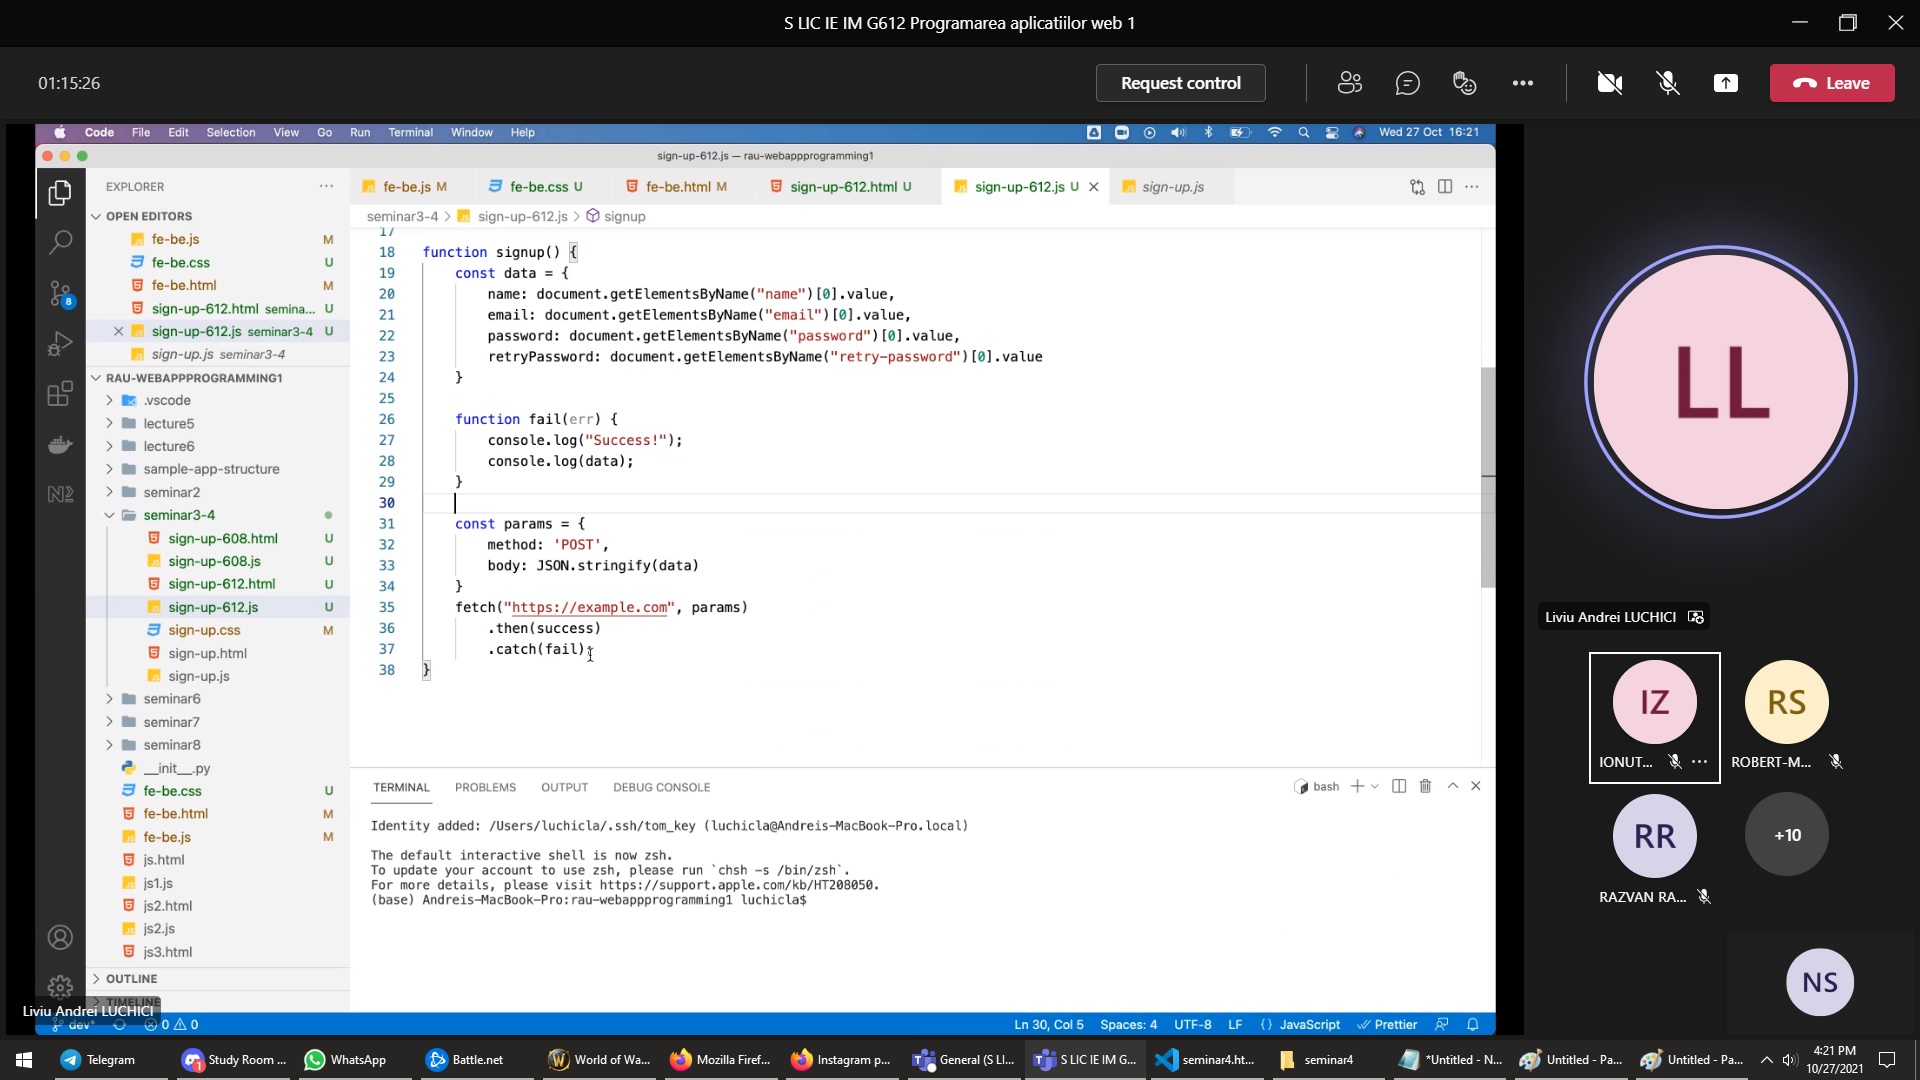 S LIC IE IM G612 Programarea aplicatiilor web 1
01:15:26
Request control
Leave
Code File Edit Selection View Go Run Terminal Window Help
Wed 27 Oct 16:21
sign-up-612.js — rau-webappprogramming1
EXPLORER
fe-be.js M
fe-be.css U
fe-be.html M
sign-up-612.html U
sign-up-612.js U
sign-up.js
seminar3-4 > sign-up-612.js > signup
OPEN EDITORS
fe-be.js M
fe-be.css U
fe-be.html M
sign-up-612.html semina... U
sign-up-612.js seminar3-4 U
sign-up.js seminar3-4
RAU-WEBAPPPROGRAMMING1
.vscode
lecture5
lecture6
sample-app-structure
seminar2
seminar3-4
sign-up-608.html U
sign-up-608.js U
sign-up-612.html U
sign-up-612.js U
sign-up.css M
sign-up.html
sign-up.js
seminar6
seminar7
seminar8
__init__.py
fe-be.css U
fe-be.html M
fe-be.js M
js.html
js1.js
js2.html
js2.js
js3.html
OUTLINE
TIMELINE
8
17
18 function signup() {
19 const data = {
20 name: document.getElementsByName("name")[0].value,
21 email: document.getElementsByName("email")[0].value,
22 password: document.getElementsByName("password")[0].value,
23 retryPassword: document.getElementsByName("retry-password")[0].value
24 }
25
26 function fail(err) {
27 console.log("Success!");
28 console.log(data);
29 }
30
31 const params = {
32 method: 'POST',
33 body: JSON.stringify(data)
34 }
35 fetch("https://example.com", params)
36 .then(success)
37 .catch(fail);
38 }
TERMINAL PROBLEMS OUTPUT DEBUG CONSOLE
bash
Identity added: /Users/luchicla/.ssh/tom_key (luchicla@Andreis-MacBook-Pro.local)
The default interactive shell is now zsh.
To update your account to use zsh, please run `chsh -s /bin/zsh`.
For more details, please visit https://support.apple.com/kb/HT208050.
(base) Andreis-MacBook-Pro:rau-webappprogramming1 luchicla$
Liviu Andrei LUCHICI
dev* 0 0
Ln 30, Col 5 Spaces: 4 UTF-8 LF {} JavaScript Prettier
LL
Liviu Andrei LUCHICI
IZ
IONUT...
RS
ROBERT-M...
RR
RAZVAN RA...
+10
NS
Telegram
Study Room ...
1
WhatsApp
Battle.net
World of Wa...
Mozilla Firef...
Instagram p...
General (S LI...
S LIC IE IM G...
seminar4.ht...
seminar4
*Untitled - N...
Untitled - Pa...
Untitled - Pa...
4:21 PM
10/27/2021